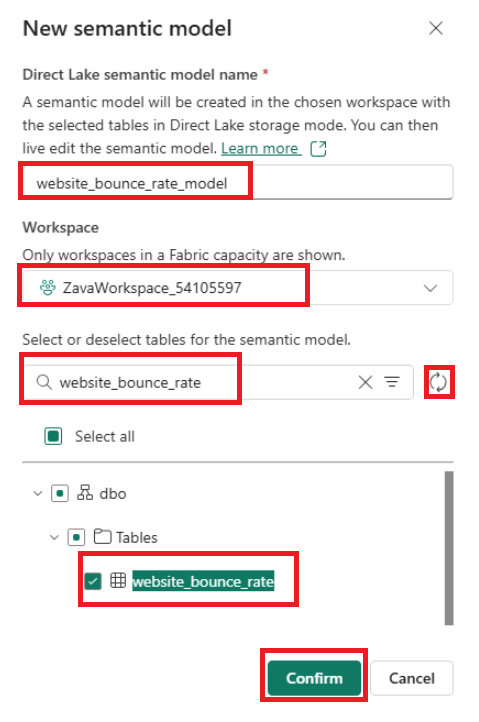 New semantic model
Direct Lake semantic model name *
A semantic model will be created in the chosen workspace with
the selected tables in Direct Lake storage mode. You can then
live edit the semantic model. Learn more
website_bounce_rate_model
Workspace
Only workspaces in a Fabric capacity are shown.
ZavaWorkspace_54105597
Select or deselect tables for the semantic model.
website_bounce_rate
Select all
dbo
Tables
website_bounce_rate
Confirm Cancel